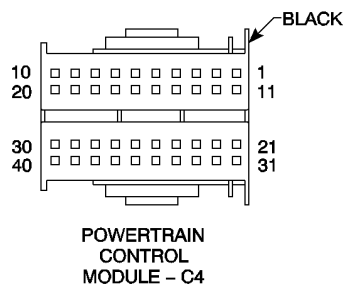 BLACK
10 1
20 11
30 21
40 31
POWERTRAIN
CONTROL
MODULE – C4